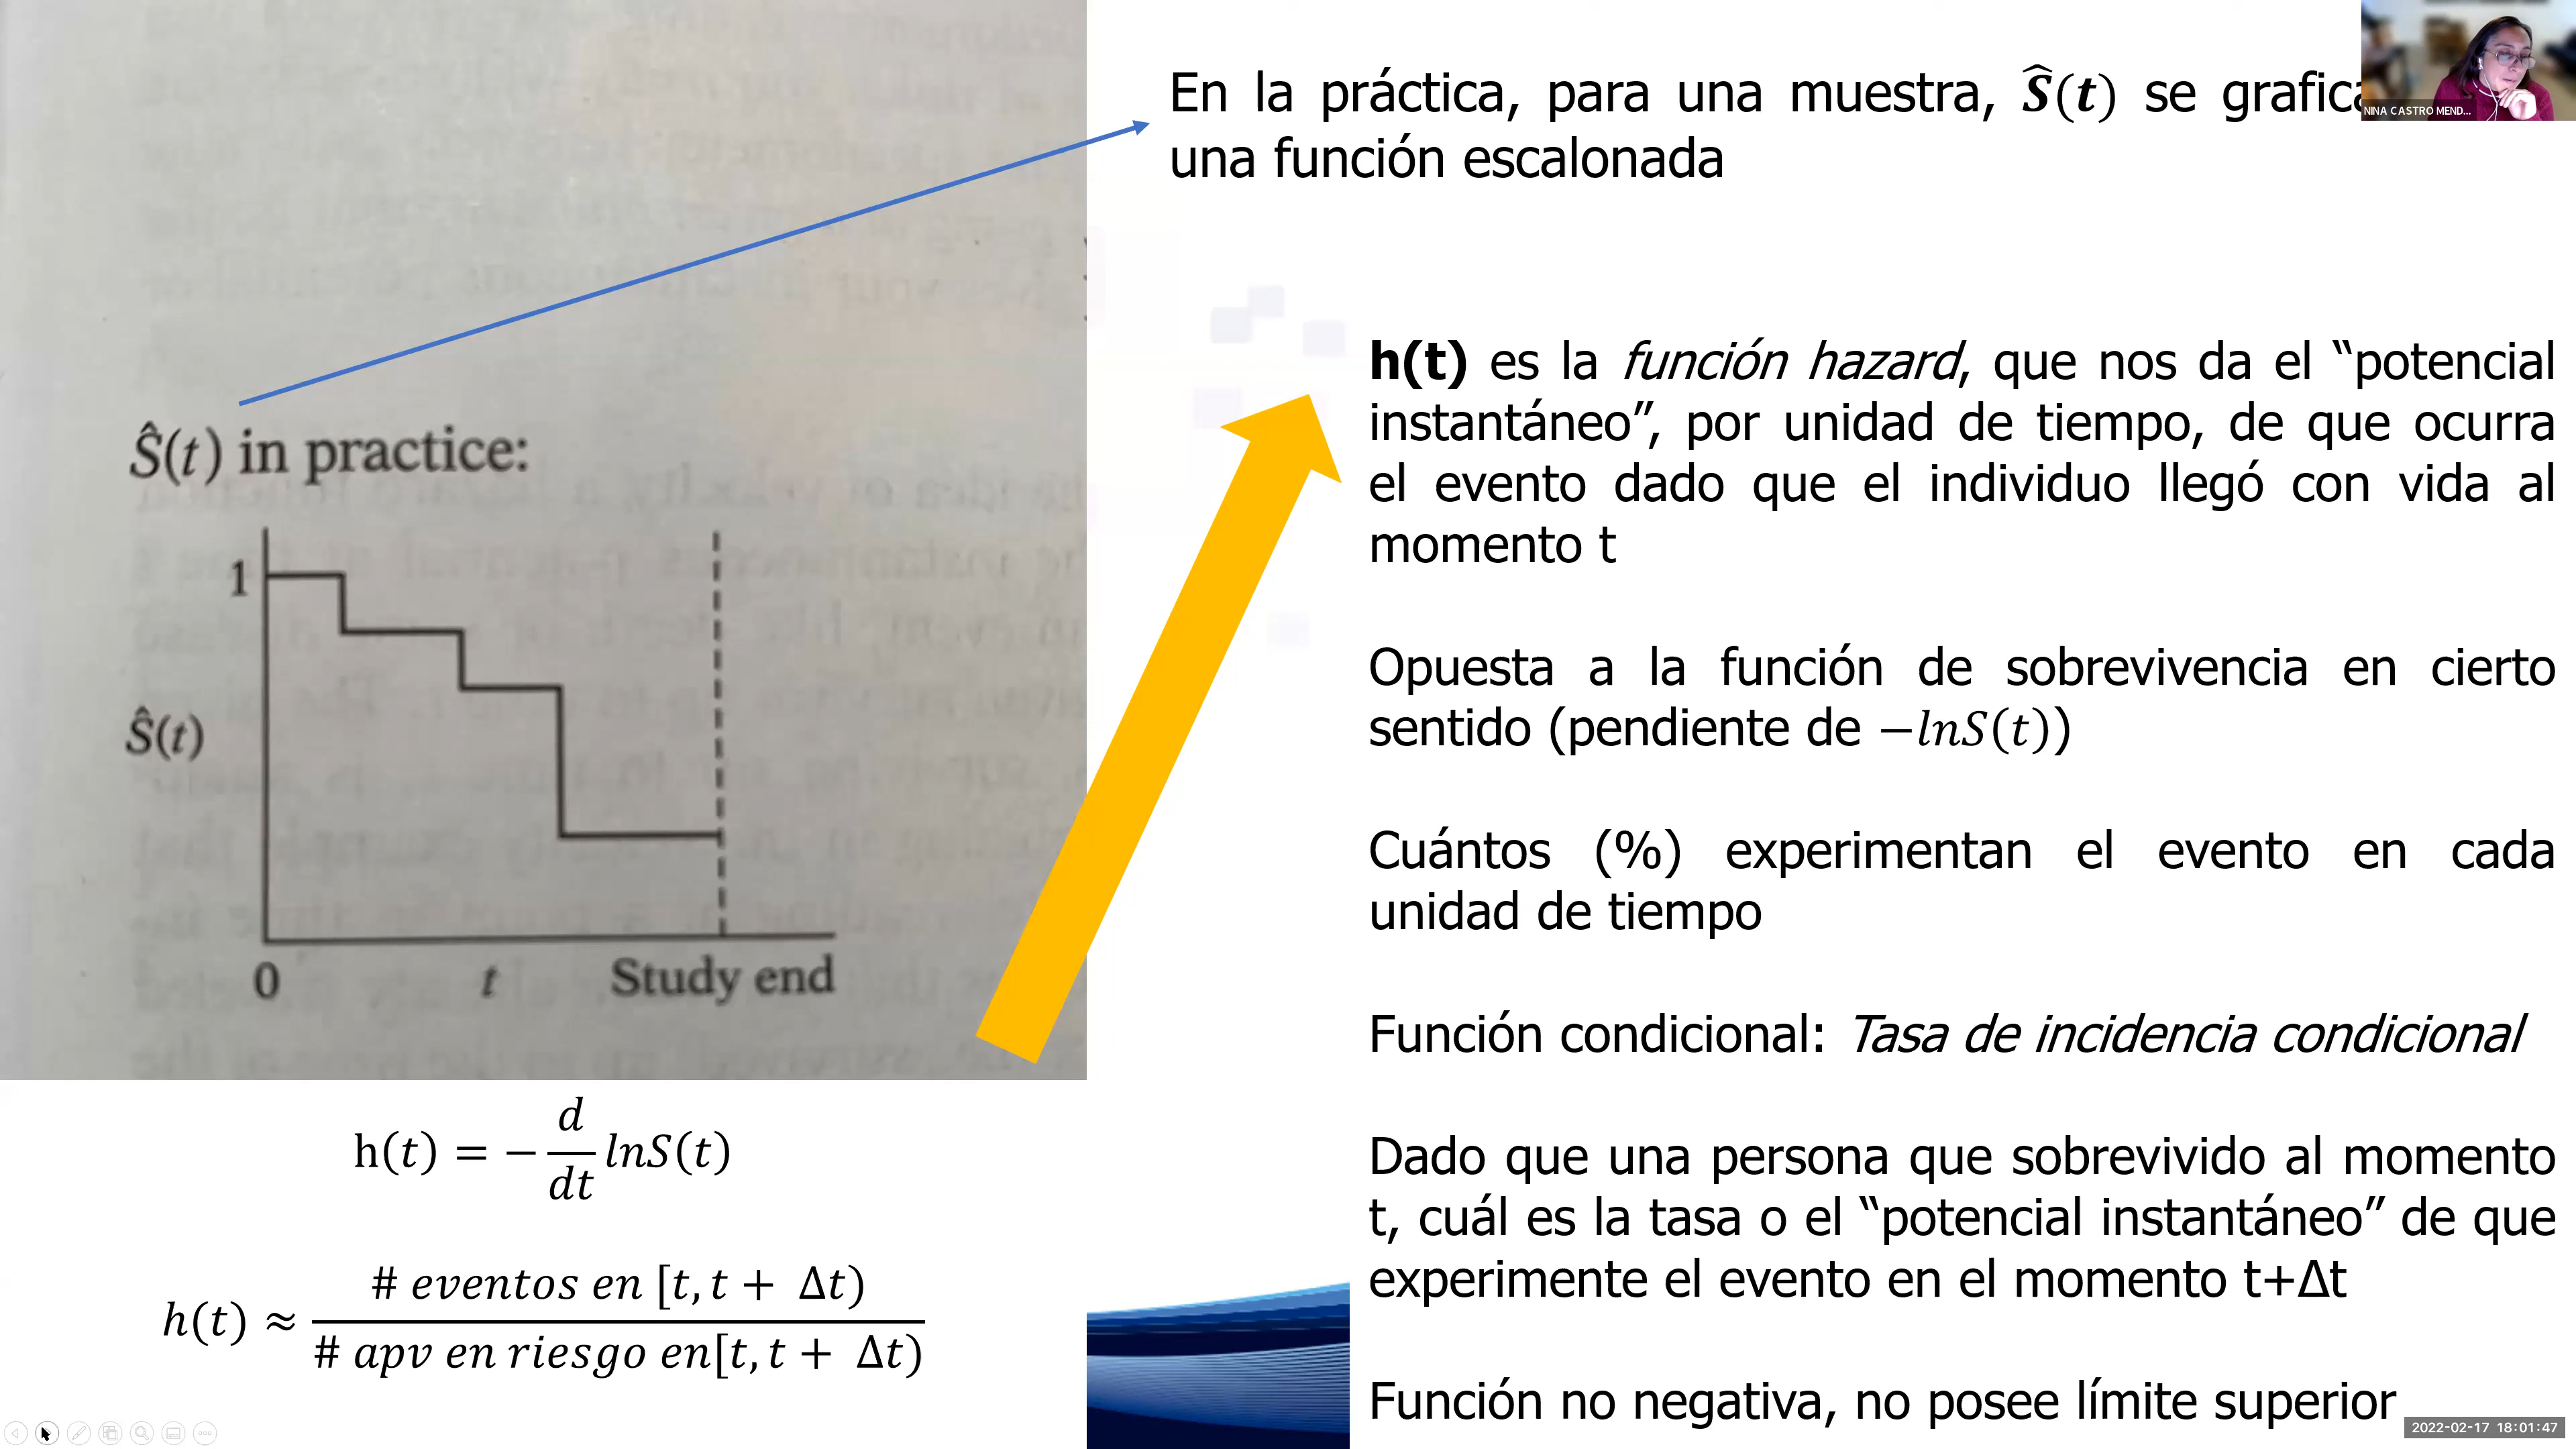 En la práctica, para una muestra, Ŝ(t) se grafica
una función escalonada
NINA CASTRO MEND...
h(t) es la función hazard, que nos da el “potencial
instantáneo”, por unidad de tiempo, de que ocurra
el evento dado que el individuo llegó con vida al
momento t
Opuesta a la función de sobrevivencia en cierto
sentido (pendiente de −lnS(t))
Cuántos (%) experimentan el evento en cada
unidad de tiempo
Función condicional: Tasa de incidencia condicional
Dado que una persona que sobrevivido al momento
t, cuál es la tasa o el “potencial instantáneo” de que
experimente el evento en el momento t+Δt
Función no negativa, no posee límite superior
Ŝ(t) in practice:
1
Ŝ(t)
0 t Study end
h(t) = − d/dt lnS(t)
h(t) ≈ # eventos en [t, t + Δt)
# apv en riesgo en[t, t + Δt)
2022-02-17 18:01:47